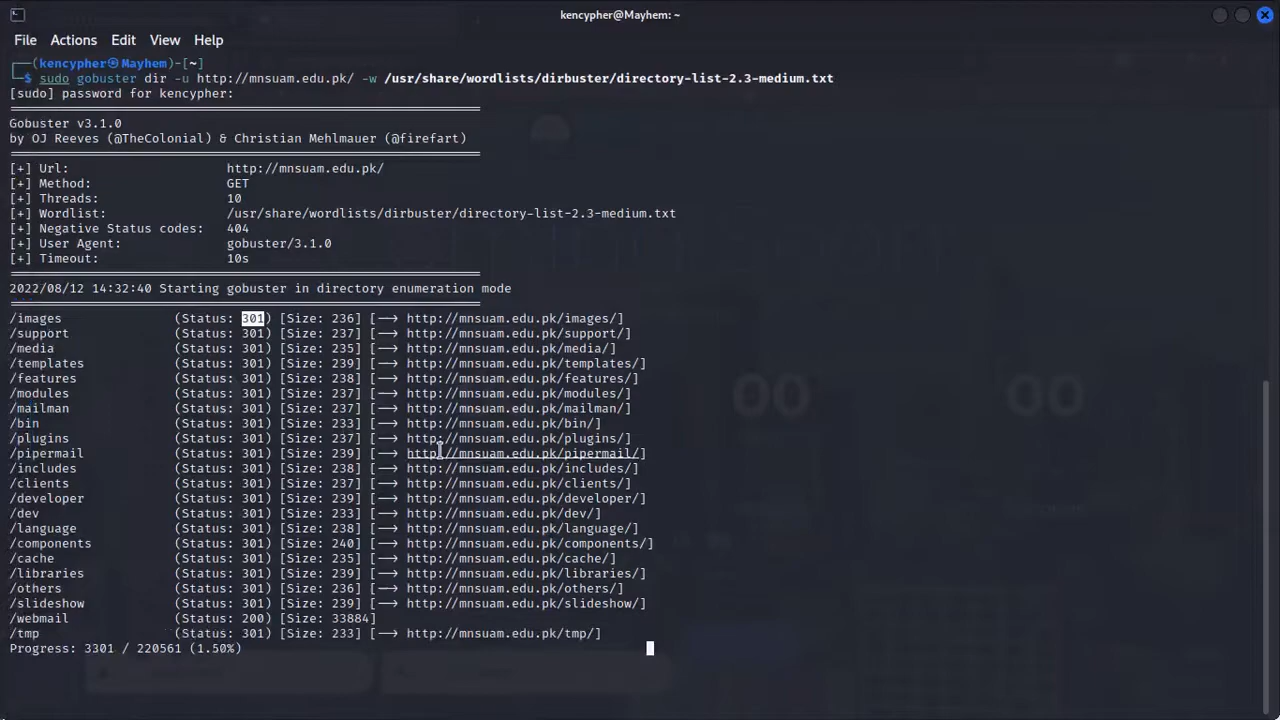 kencypher@Mayhem: ~
File Actions Edit View Help
┌──(kencypher㉿Mayhem)-[~]
└─$ sudo gobuster dir -u http://mnsuam.edu.pk/ -w /usr/share/wordlists/dirbuster/directory-list-2.3-medium.txt
[sudo] password for kencypher:
===============================================================
Gobuster v3.1.0
by OJ Reeves (@TheColonial) & Christian Mehlmauer (@firefart)
===============================================================
[+] Url: http://mnsuam.edu.pk/
[+] Method: GET
[+] Threads: 10
[+] Wordlist: /usr/share/wordlists/dirbuster/directory-list-2.3-medium.txt
[+] Negative Status codes: 404
[+] User Agent: gobuster/3.1.0
[+] Timeout: 10s
===============================================================
2022/08/12 14:32:40 Starting gobuster in directory enumeration mode
===============================================================
/images (Status: 301) [Size: 236] [--> http://mnsuam.edu.pk/images/]
/support (Status: 301) [Size: 237] [--> http://mnsuam.edu.pk/support/]
/media (Status: 301) [Size: 235] [--> http://mnsuam.edu.pk/media/]
/templates (Status: 301) [Size: 239] [--> http://mnsuam.edu.pk/templates/]
/features (Status: 301) [Size: 238] [--> http://mnsuam.edu.pk/features/]
/modules (Status: 301) [Size: 237] [--> http://mnsuam.edu.pk/modules/]
/mailman (Status: 301) [Size: 237] [--> http://mnsuam.edu.pk/mailman/]
/bin (Status: 301) [Size: 233] [--> http://mnsuam.edu.pk/bin/]
/plugins (Status: 301) [Size: 237] [--> http://mnsuam.edu.pk/plugins/]
/pipermail (Status: 301) [Size: 239] [--> http://mnsuam.edu.pk/pipermail/]
/includes (Status: 301) [Size: 238] [--> http://mnsuam.edu.pk/includes/]
/clients (Status: 301) [Size: 237] [--> http://mnsuam.edu.pk/clients/]
/developer (Status: 301) [Size: 239] [--> http://mnsuam.edu.pk/developer/]
/dev (Status: 301) [Size: 233] [--> http://mnsuam.edu.pk/dev/]
/language (Status: 301) [Size: 238] [--> http://mnsuam.edu.pk/language/]
/components (Status: 301) [Size: 240] [--> http://mnsuam.edu.pk/components/]
/cache (Status: 301) [Size: 235] [--> http://mnsuam.edu.pk/cache/]
/libraries (Status: 301) [Size: 239] [--> http://mnsuam.edu.pk/libraries/]
/others (Status: 301) [Size: 236] [--> http://mnsuam.edu.pk/others/]
/slideshow (Status: 301) [Size: 239] [--> http://mnsuam.edu.pk/slideshow/]
/webmail (Status: 200) [Size: 33884]
/tmp (Status: 301) [Size: 233] [--> http://mnsuam.edu.pk/tmp/]
Progress: 3301 / 220561 (1.50%)
00 00